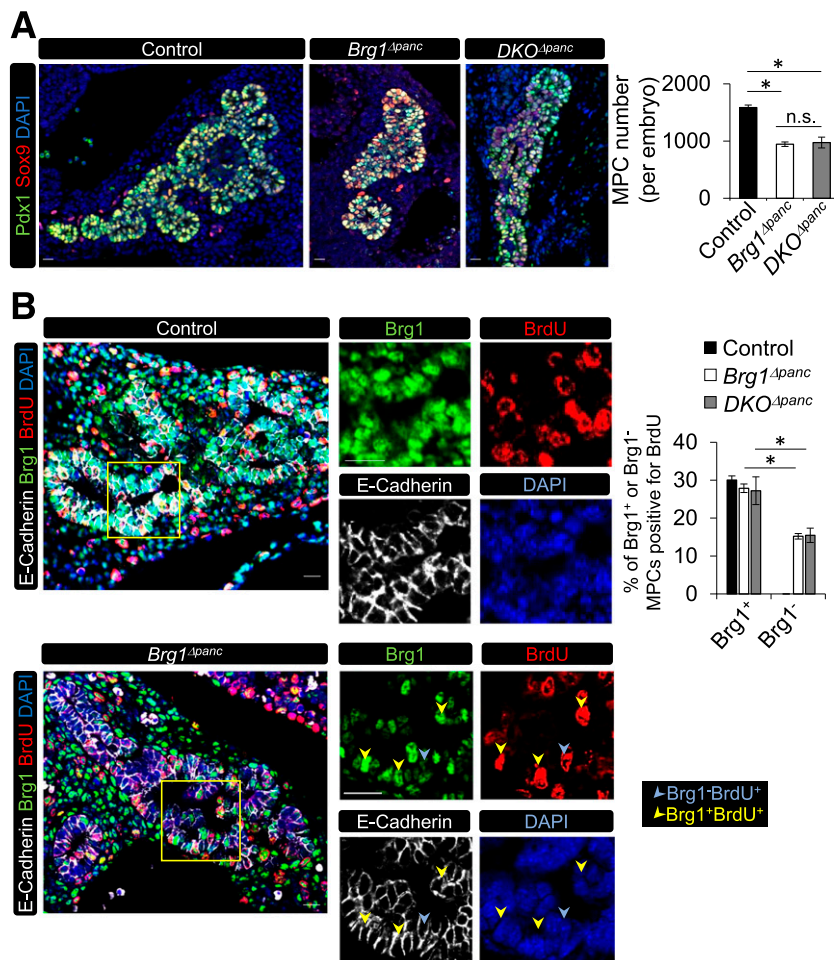 A
Control
Brg1Δpanc
DKOΔpanc
Pdx1 Sox9 DAPI
MPC number
(per embryo)
2000
1000
0
*
*
n.s.
Control
Brg1Δpanc
DKOΔpanc
B
Control
Brg1
BrdU
E-Cadherin
DAPI
E-Cadherin Brg1 BrdU DAPI
Control
Brg1Δpanc
DKOΔpanc
% of Brg1+ or Brg1-
MPCs positive for BrdU
40
30
20
10
0
*
*
Brg1+
Brg1-
Brg1Δpanc
Brg1
BrdU
E-Cadherin
DAPI
E-Cadherin Brg1 BrdU DAPI
Brg1-BrdU+
Brg1+BrdU+